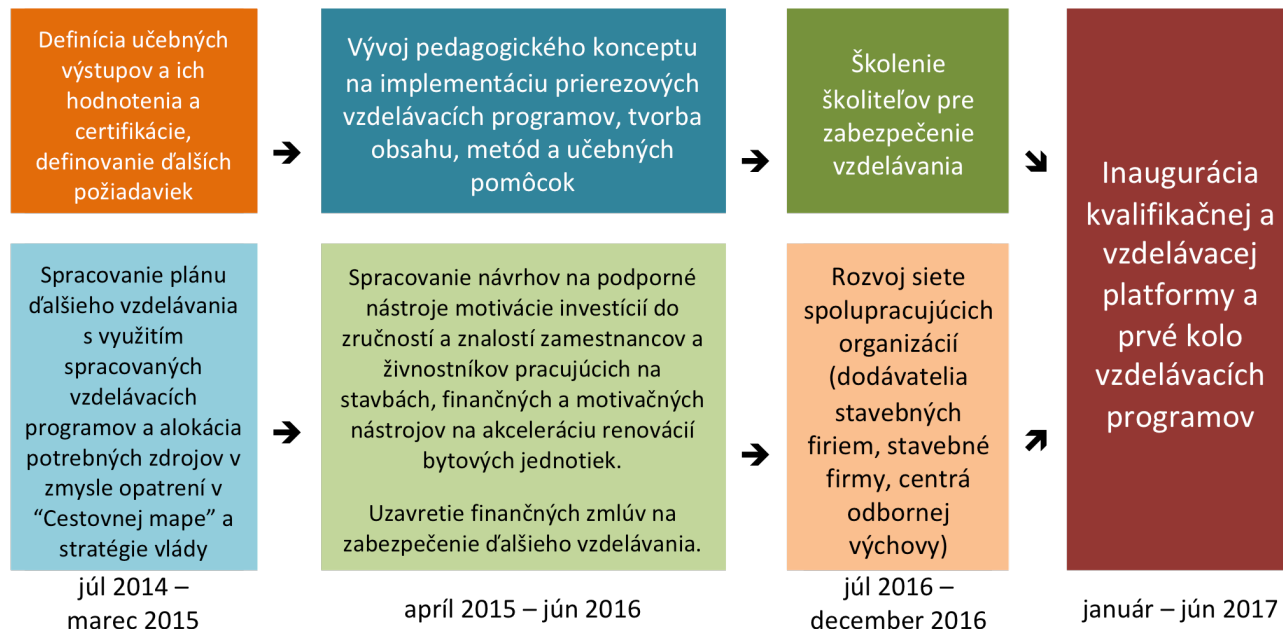 Definícia učebných
výstupov a ich
hodnotenia a
certifikácie,
definovanie ďalších
požiadaviek
Vývoj pedagogického konceptu
na implementáciu prierezových
vzdelávacích programov, tvorba
obsahu, metód a učebných
pomôcok
Školenie
školiteľov pre
zabezpečenie
vzdelávania
Inaugurácia
kvalifikačnej a
vzdelávacej
platformy a
prvé kolo
vzdelávacích
programov
Spracovanie plánu
ďalšieho vzdelávania
s využitím
spracovaných
vzdelávacích
programov a alokácia
potrebných zdrojov v
zmysle opatrení v
“Cestovnej mape” a
stratégie vlády
Spracovanie návrhov na podporné
nástroje motivácie investícií do
zručností a znalostí zamestnancov a
živnostníkov pracujúcich na
stavbách, finančných a motivačných
nástrojov na akceleráciu renovácií
bytových jednotiek.
Uzavretie finančných zmlúv na
zabezpečenie ďalšieho vzdelávania.
Rozvoj siete
spolupracujúcich
organizácií
(dodávatelia
stavebných
firiem, stavebné
firmy, centrá
odbornej
výchovy)
júl 2014 –
marec 2015
apríl 2015 – jún 2016
júl 2016 –
december 2016
január – jún 2017